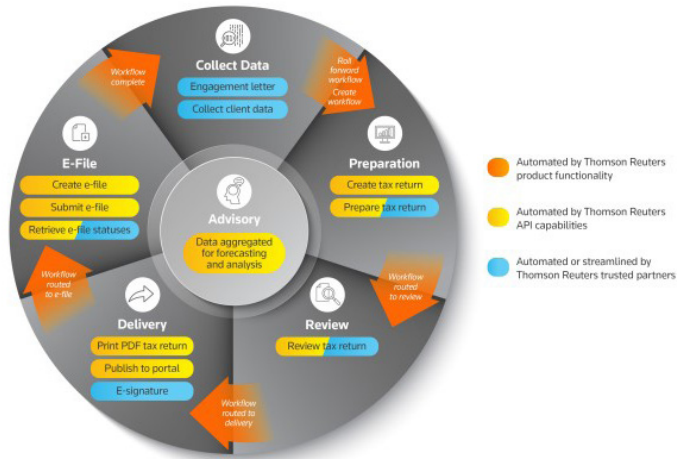 Collect Data
Engagement letter
Collect client data
Roll
forward
workflow
Create
workflow
Preparation
Create tax return
Prepare tax return
Workflow
routed
to review
Review
Review tax return
Workflow
routed to
delivery
Delivery
Print PDF tax return
Publish to portal
E-signature
Workflow
routed
to e-file
E-File
Create e-file
Submit e-file
Retrieve e-file statuses
Workflow
complete
Advisory
Data aggregated
for forecasting
and analysis
Automated by Thomson Reuters
product functionality
Automated by Thomson Reuters
API capabilities
Automated or streamlined by
Thomson Reuters trusted partners